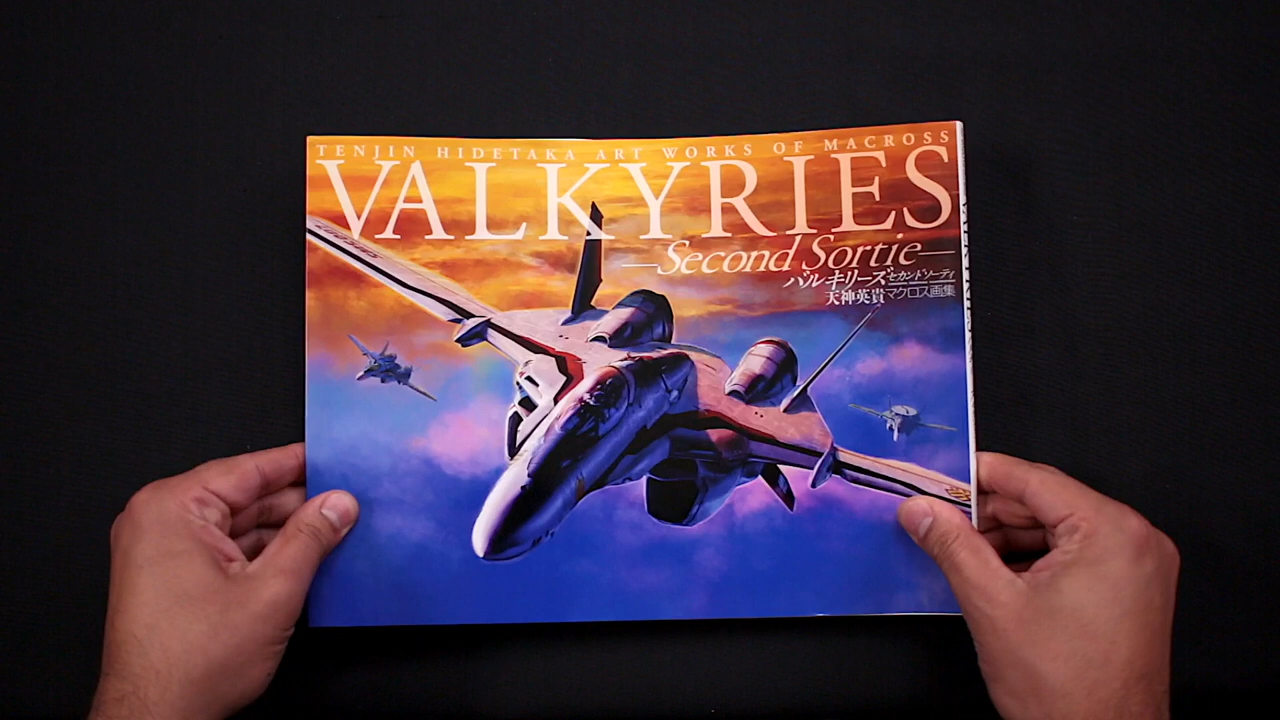 TENJIN HIDETAKA ART WORKS OF MACROSS
VALKYRIES
—Second Sortie—
バルキリーズセカンドソーティ
天神英貴マクロス画集
VALKYRIES